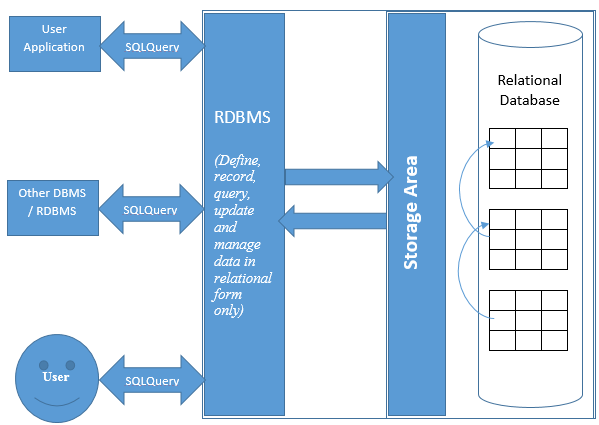 User
Application
SQLQuery
RDBMS
(Define,
record,
query,
update
and
manage
data in
relational
form
only)
Storage Area
Relational
Database
Other DBMS
/ RDBMS
SQLQuery
User
SQLQuery